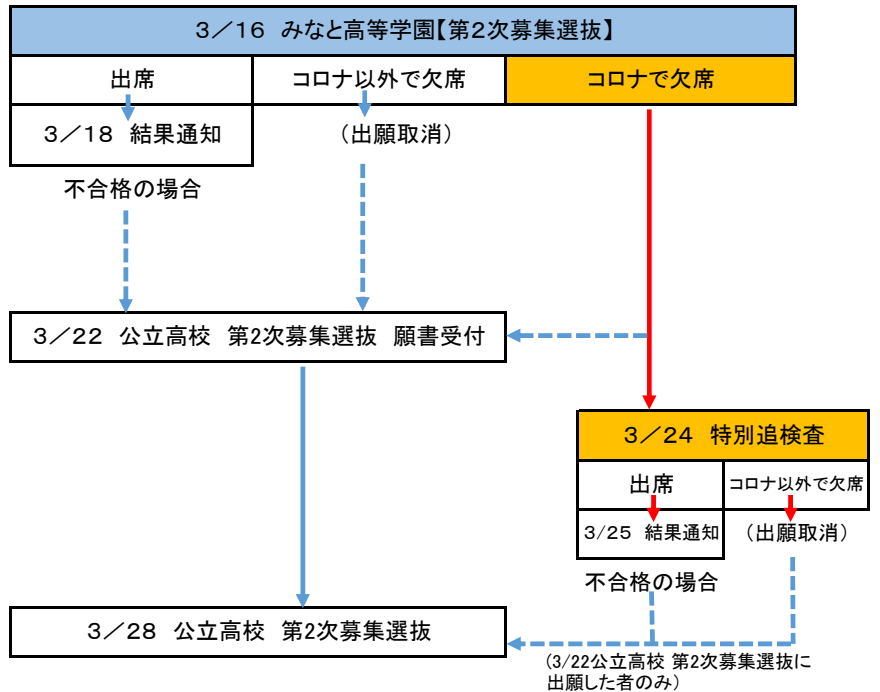 3／16 みなと高等学園【第2次募集選抜】
出席
コロナ以外で欠席
コロナで欠席
3／18 結果通知
（出願取消）
不合格の場合
3／22 公立高校 第2次募集選抜 願書受付
3／24 特別追検査
出席
コロナ以外で欠席
3/25 結果通知
（出願取消）
不合格の場合
3／28 公立高校 第2次募集選抜
（3/22公立高校 第2次募集選抜に
出願した者のみ）